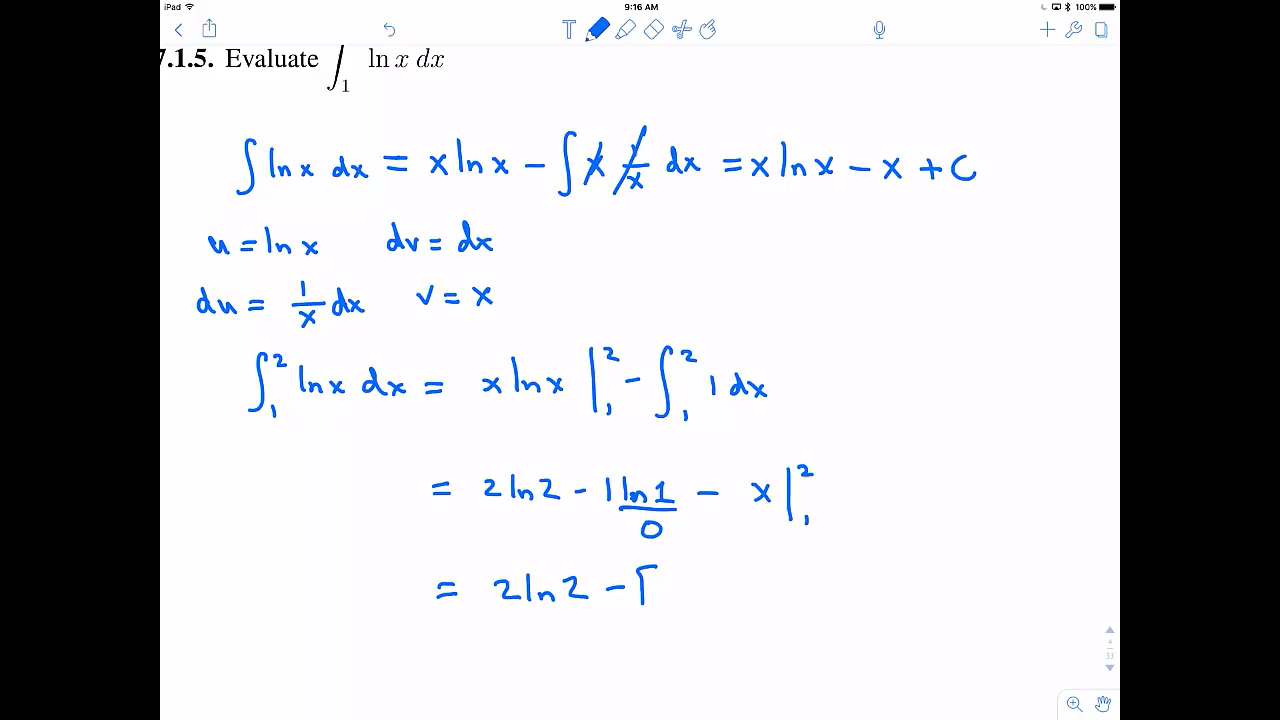 iPad 9:16 AM 100%
7.1.5. Evaluate ∫₁ ln x dx
∫ ln x dx = x ln x - ∫ x 1/x dx = x ln x - x + C
u = ln x dv = dx
du = 1/x dx v = x
∫₁² ln x dx = x ln x |₁² - ∫₁² 1 dx
= 2 ln 2 - 1 ln 1 - x |₁²
0
= 2 ln 2 - [
4
33